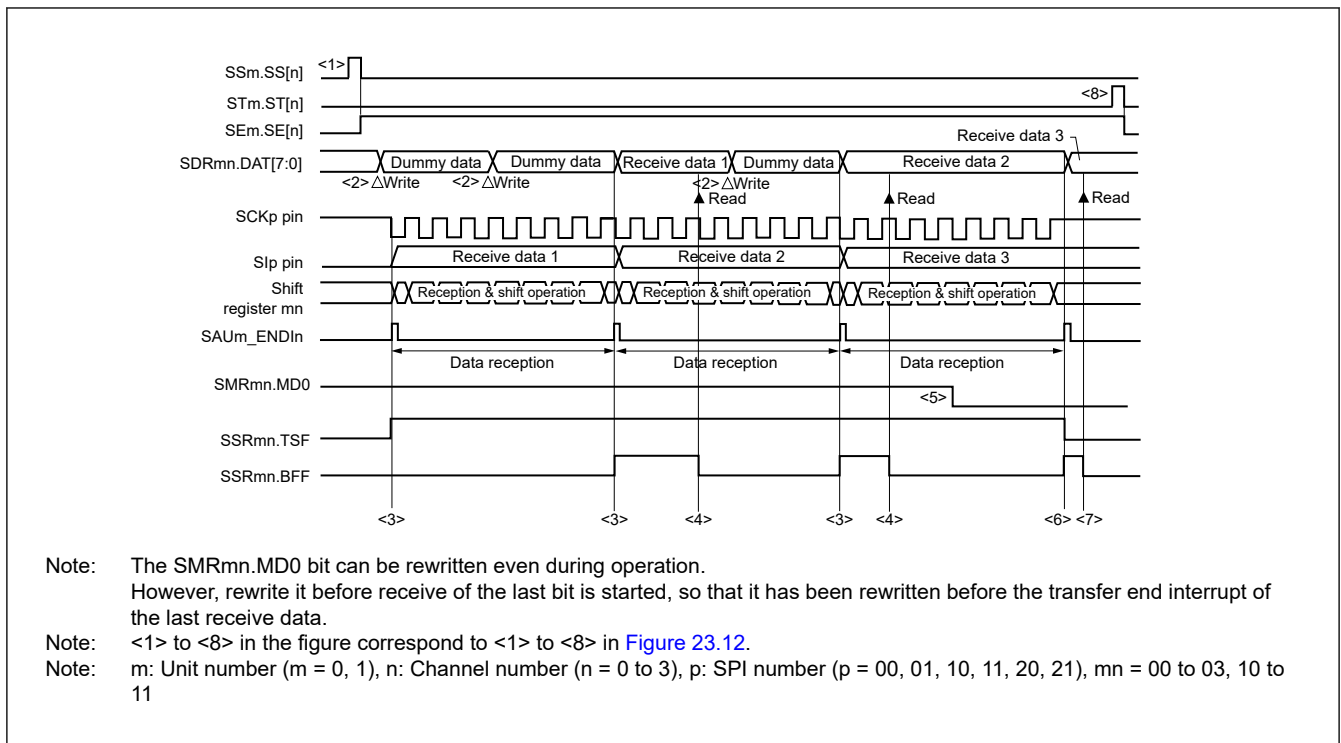 <1>
SSm.SS[n]
STm.ST[n]
<8>
SEm.SE[n]
Receive data 3
SDRmn.DAT[7:0]
Dummy data Dummy data Receive data 1 Dummy data Receive data 2
<2> △Write <2> △Write <2> △Write
▲ Read ▲ Read ▲ Read
SCKp pin
SIp pin
Receive data 1 Receive data 2 Receive data 3
Shift
register mn
Reception & shift operation Reception & shift operation Reception & shift operation
SAUm_ENDIn
Data reception Data reception Data reception
SMRmn.MD0
<5>
SSRmn.TSF
SSRmn.BFF
<3> <3> <4> <3> <4> <6> <7>
Note: The SMRmn.MD0 bit can be rewritten even during operation.
However, rewrite it before receive of the last bit is started, so that it has been rewritten before the transfer end interrupt of
the last receive data.
Note: <1> to <8> in the figure correspond to <1> to <8> in Figure 23.12.
Note: m: Unit number (m = 0, 1), n: Channel number (n = 0 to 3), p: SPI number (p = 00, 01, 10, 11, 20, 21), mn = 00 to 03, 10 to
11